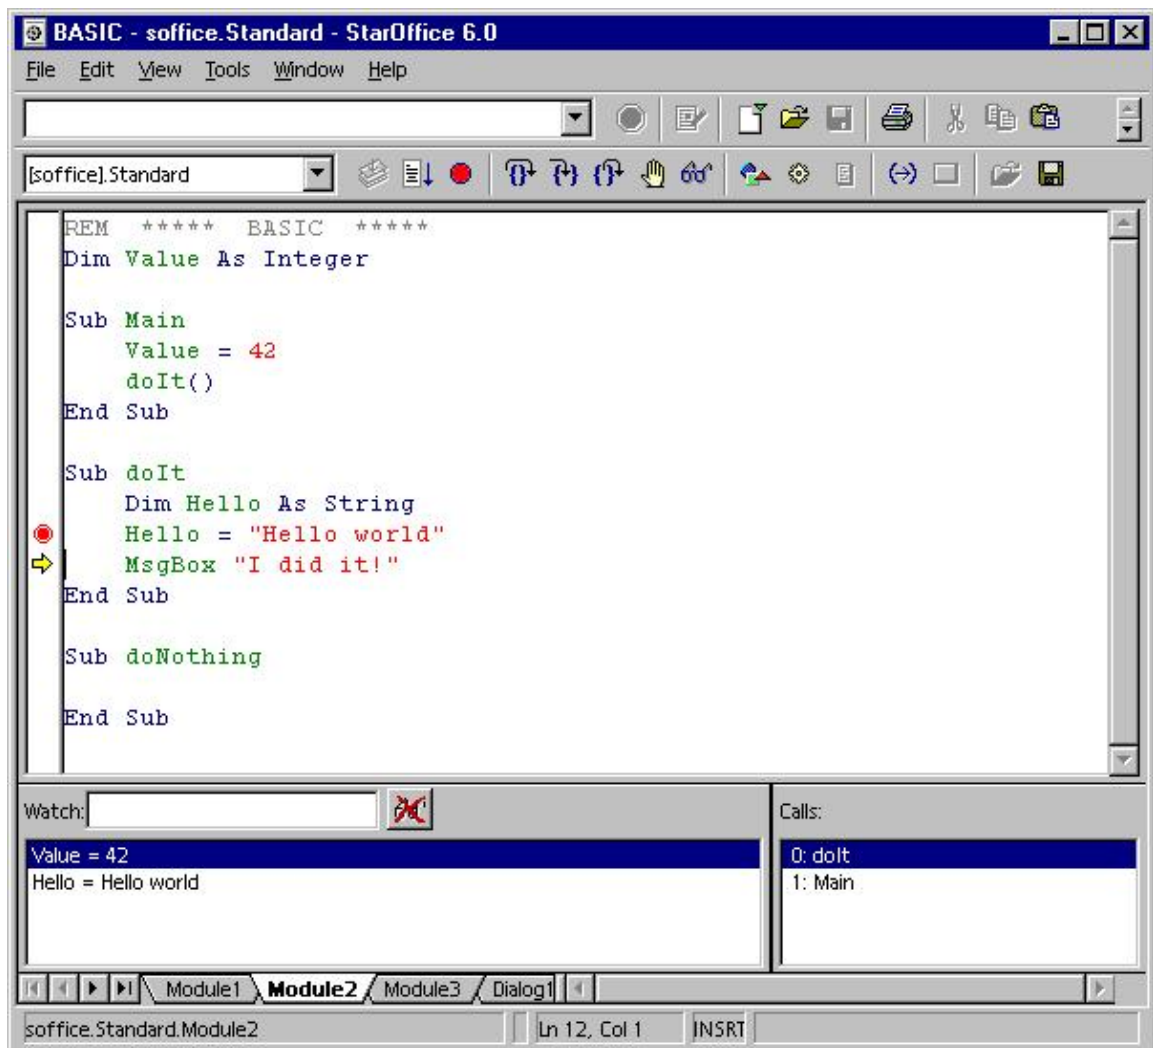 BASIC - soffice.Standard - StarOffice 6.0
File Edit View Tools Window Help
[soffice].Standard
REM ***** BASIC *****
Dim Value As Integer
Sub Main
Value = 42
doIt()
End Sub
Sub doIt
Dim Hello As String
Hello = "Hello world"
MsgBox "I did it!"
End Sub
Sub doNothing
End Sub
Watch:
Calls:
Value = 42
Hello = Hello world
0: doIt
1: Main
Module1 Module2 Module3 Dialog1
soffice.Standard.Module2 Ln 12, Col 1 INSRT